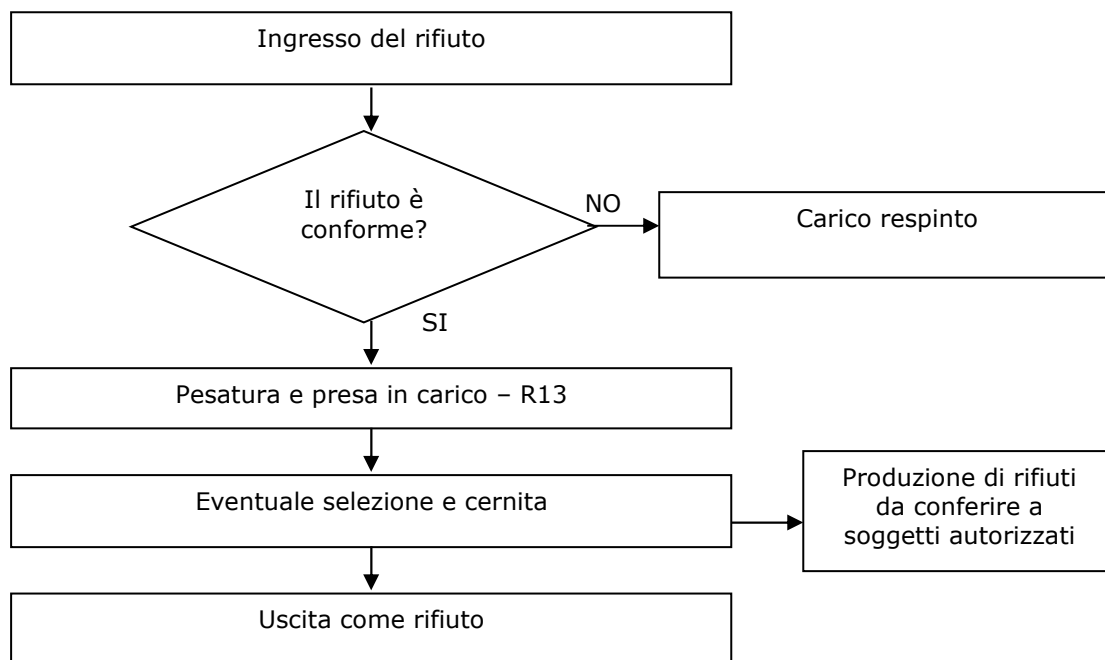 Ingresso del rifiuto
Il rifiuto è
conforme?
NO
Carico respinto
SI
Pesatura e presa in carico – R13
Eventuale selezione e cernita
Produzione di rifiuti
da conferire a
soggetti autorizzati
Uscita come rifiuto